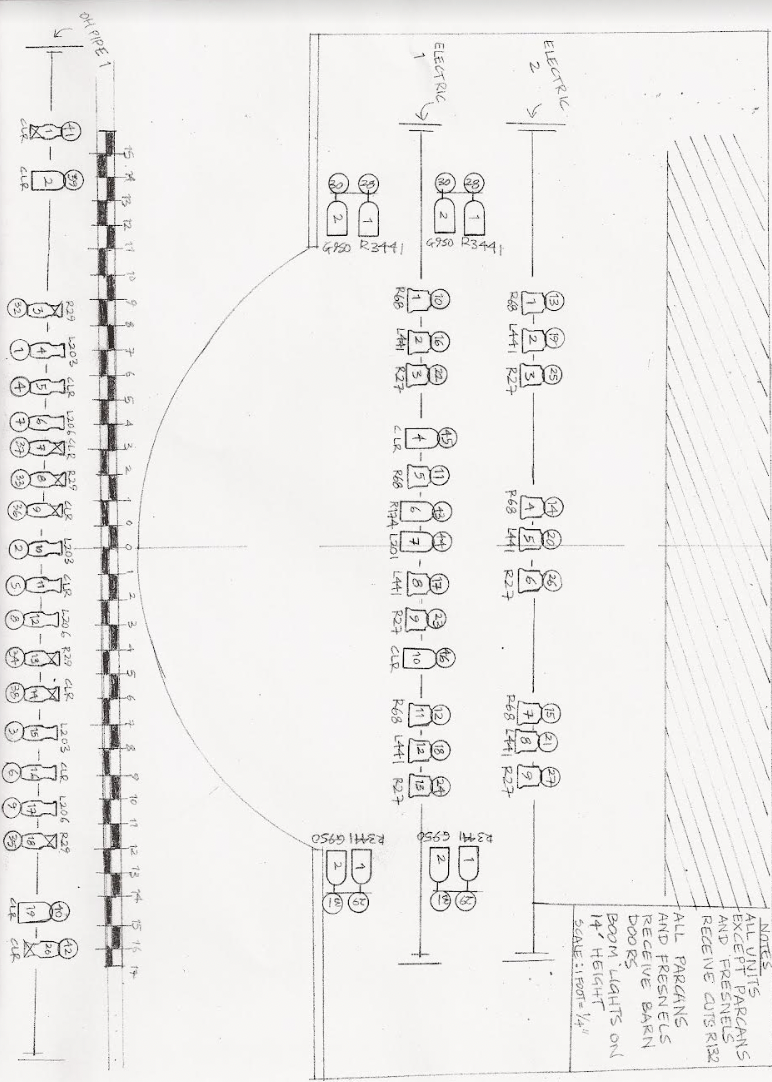 OH PIPE 1
41
1
CLR
39
2
CLR
R29
3
32
L203
4
1
CLR
5
4
L206
6
7
CLR
7
37
R29
8
33
CLR
9
36
L203
10
2
CLR
11
5
L206
12
8
R29
13
34
CLR
14
38
L203
15
3
CLR
16
6
L206
17
9
R29
18
35
40
19
CLR
42
20
CLR
15 14 13 12 11 10 9 8 7 6 5 4 3 2 1 0 0 1 2 3 4 5 6 7 8 9 10 11 12 13 14 15 16 17
ELECTRIC
1
28
1
R3441
30
2
G950
28
1
R3441
30
2
G950
10
1
R68
16
2
L441
22
3
R27
45
4
CLR
11
5
R68
43
6
R174
44
7
L201
17
8
L441
23
9
R27
46
10
CLR
12
11
R68
18
12
L441
24
13
R27
R3441
1
29
G950
2
31
R3441
1
29
G950
2
31
ELECTRIC
2
13
1
R68
19
2
L441
25
3
R27
14
4
R68
20
5
L441
26
6
R27
15
7
R68
21
8
L441
27
9
R27
NOTES
ALL UNITS
EXCEPT PARCANS
AND FRESNELS
RECEIVE CUTS R132
ALL PARCANS
AND FRESNELS
RECEIVE BARN
DOORS
BOOM LIGHTS ON
14' HEIGHT
SCALE: 1 FOOT = 1/4"